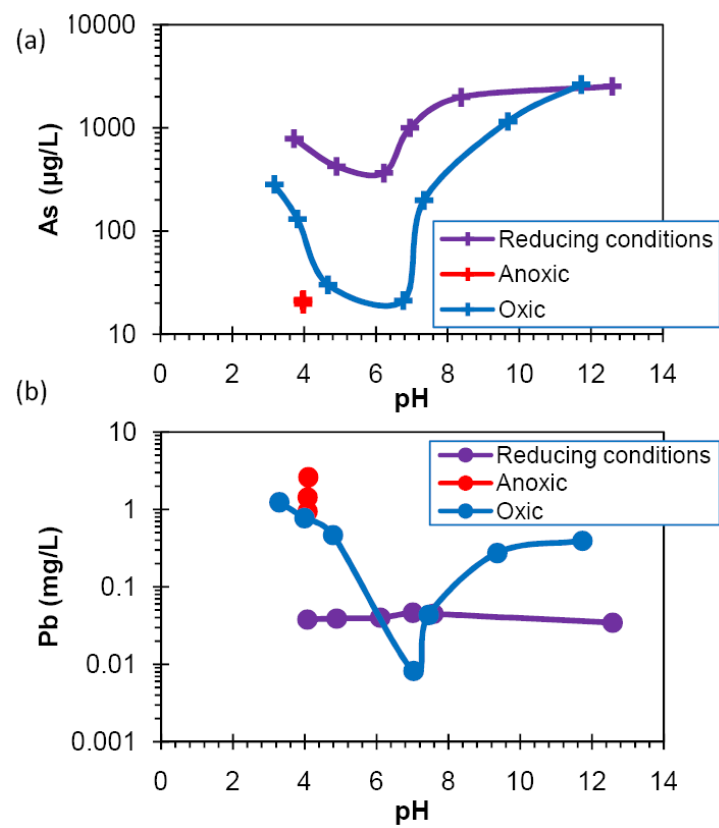 (a)
10000
1000
100
10
As (µg/L)
Reducing conditions
Anoxic
Oxic
0 2 4 6 8 10 12 14
pH
(b)
10
1
0.1
0.01
0.001
Pb (mg/L)
Reducing conditions
Anoxic
Oxic
0 2 4 6 8 10 12 14
pH